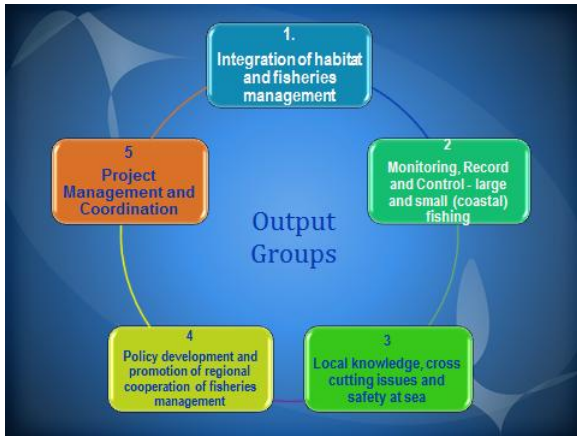 1.
Integration of habitat
and fisheries
management
2
Monitoring, Record
and Control - large
and small (coastal)
fishing
3
Local knowledge, cross
cutting issues and
safety at sea
4
Policy development and
promotion of regional
cooperation of fisheries
management
5
Project
Management and
Coordination
Output
Groups